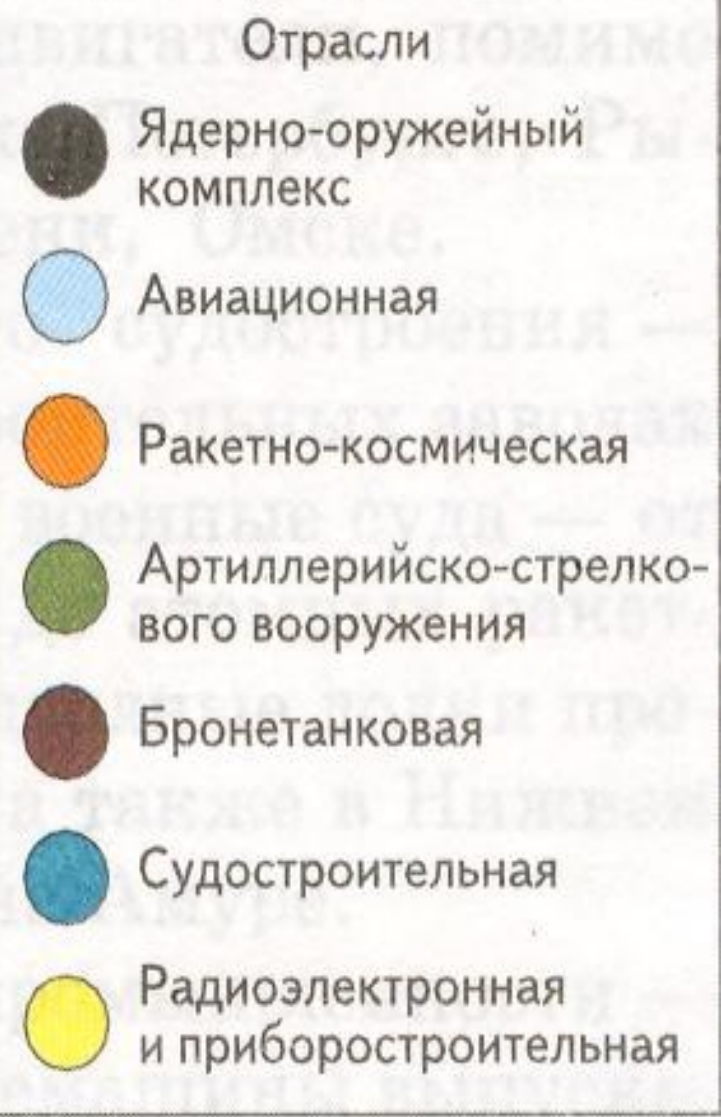 Отрасли
Ядерно-оружейный
комплекс
Авиационная
Ракетно-космическая
Артиллерийско-стрелко-
вого вооружения
Бронетанковая
Судостроительная
Радиоэлектронная
и приборостроительная